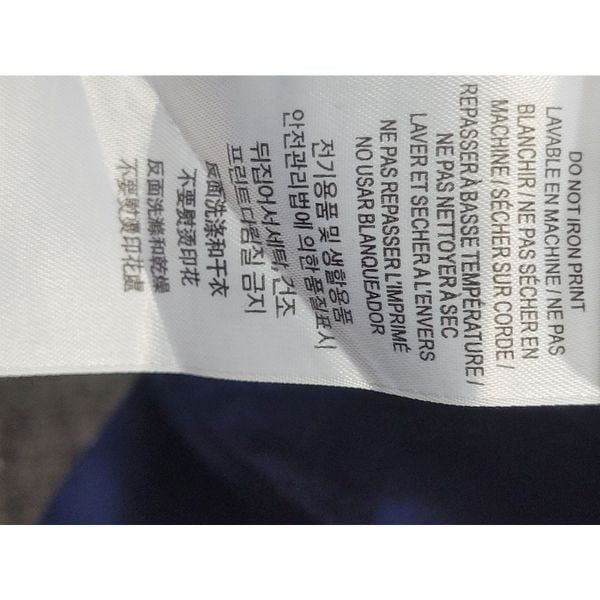 DO NOT IRON PRINT
LAVABLE EN MACHINE / NE PAS
BLANCHIR / NE PAS SÉCHER EN
MACHINE / SÉCHER SUR CORDE /
REPASSER À BASSE TEMPÉRATURE /
NE PAS NETTOYER À SEC
LAVER ET SECHER A L'ENVERS
NE PAS REPASSER L'IMPRIMÉ
NO USAR BLANQUEADOR
전기용품 및 생활용품
안전관리법에 의한 품질표시
뒤집어서 세탁 건조
프린트 다림질 금지
反面洗涤和干衣
不要熨烫印花
反面洗滌和乾燥
不要熨燙印花處